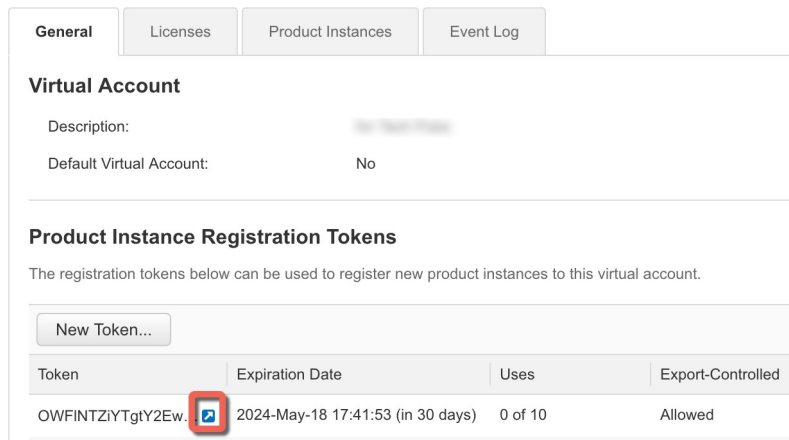 General Licenses Product Instances Event Log
Virtual Account
Description:
Default Virtual Account: No
Product Instance Registration Tokens
The registration tokens below can be used to register new product instances to this virtual account.
New Token...
Token Expiration Date Uses Export-Controlled
OWFlNTZiYTgtY2Ew... 2024-May-18 17:41:53 (in 30 days) 0 of 10 Allowed